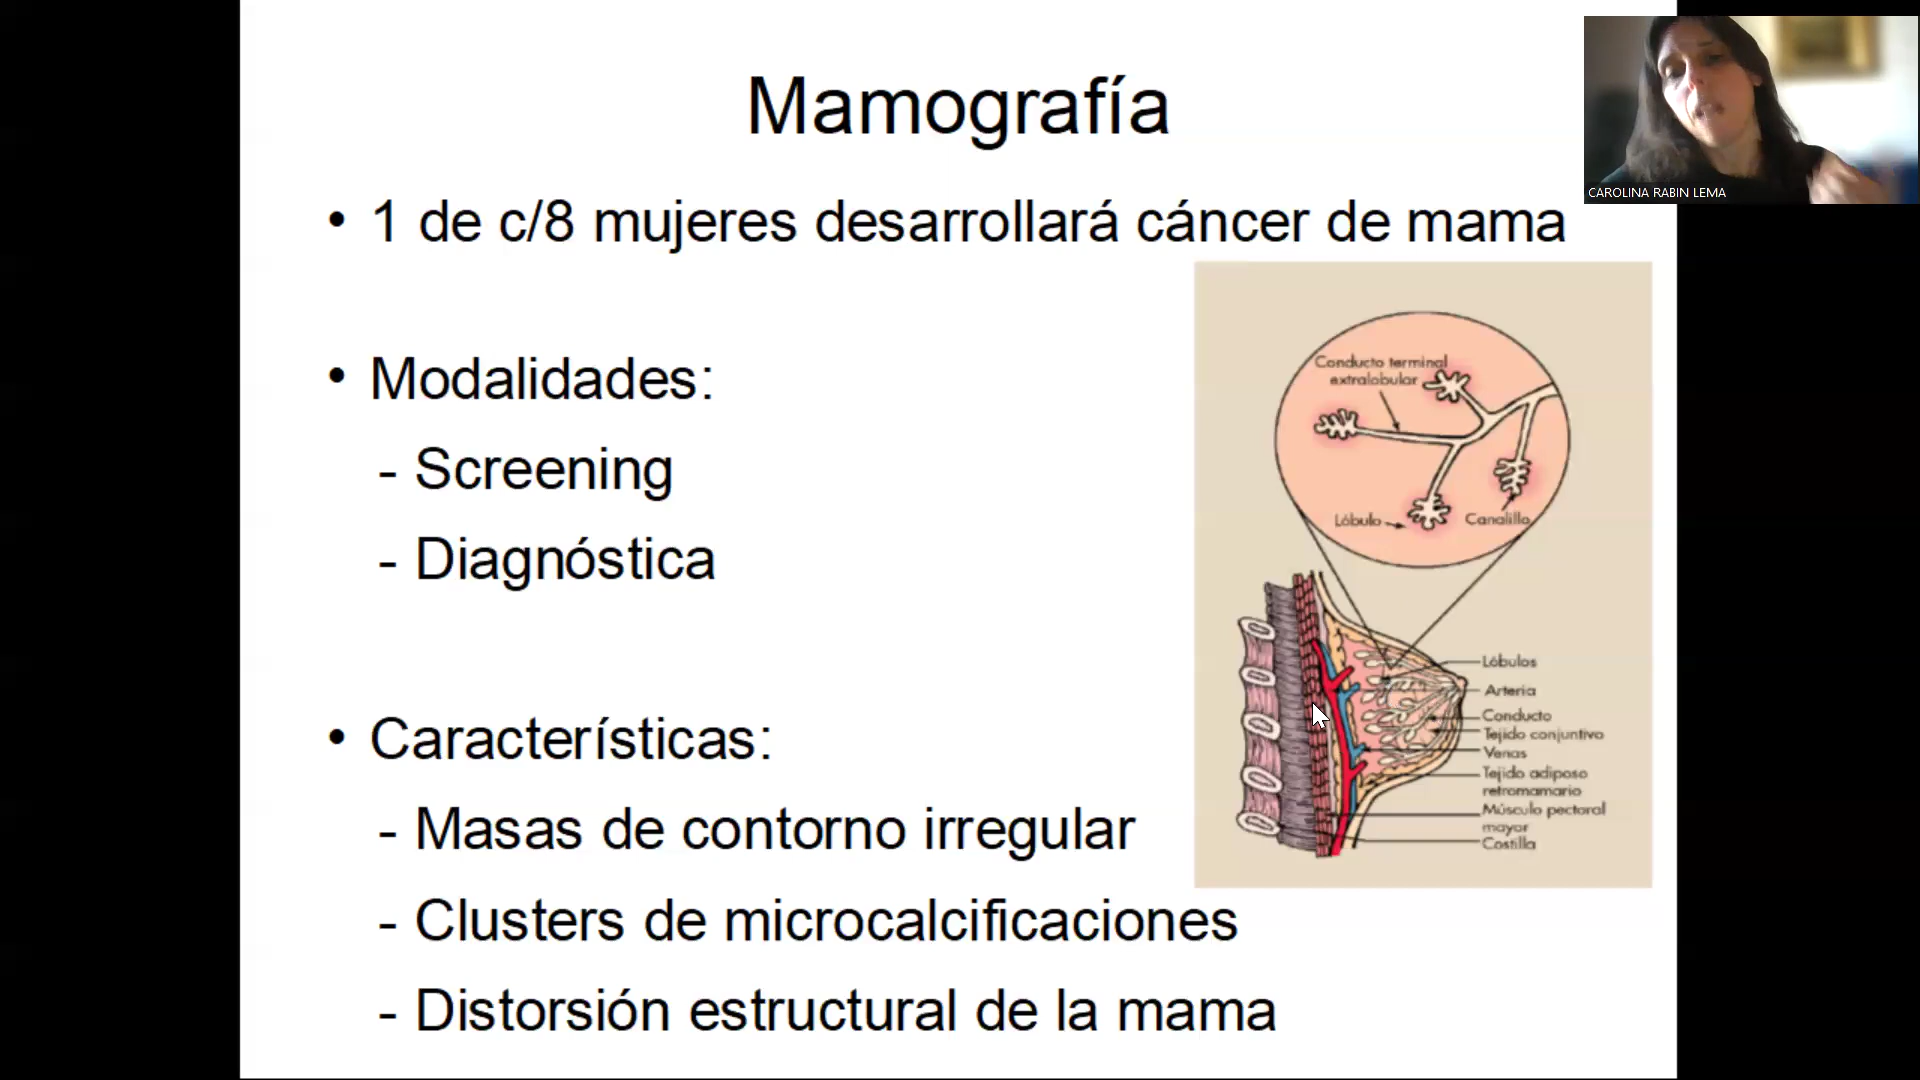 Mamografía
CAROLINA RABIN LEMA
• 1 de c/8 mujeres desarrollará cáncer de mama
• Modalidades:
- Screening
- Diagnóstica
• Características:
- Masas de contorno irregular
- Clusters de microcalcificaciones
- Distorsión estructural de la mama
Conducto terminal
extralobular
Lóbulo
Canalillo
Lóbulos
Arteria
Conducto
Tejido conjuntivo
Venas
Tejido adiposo
retromamario
Músculo pectoral
mayor
Costilla